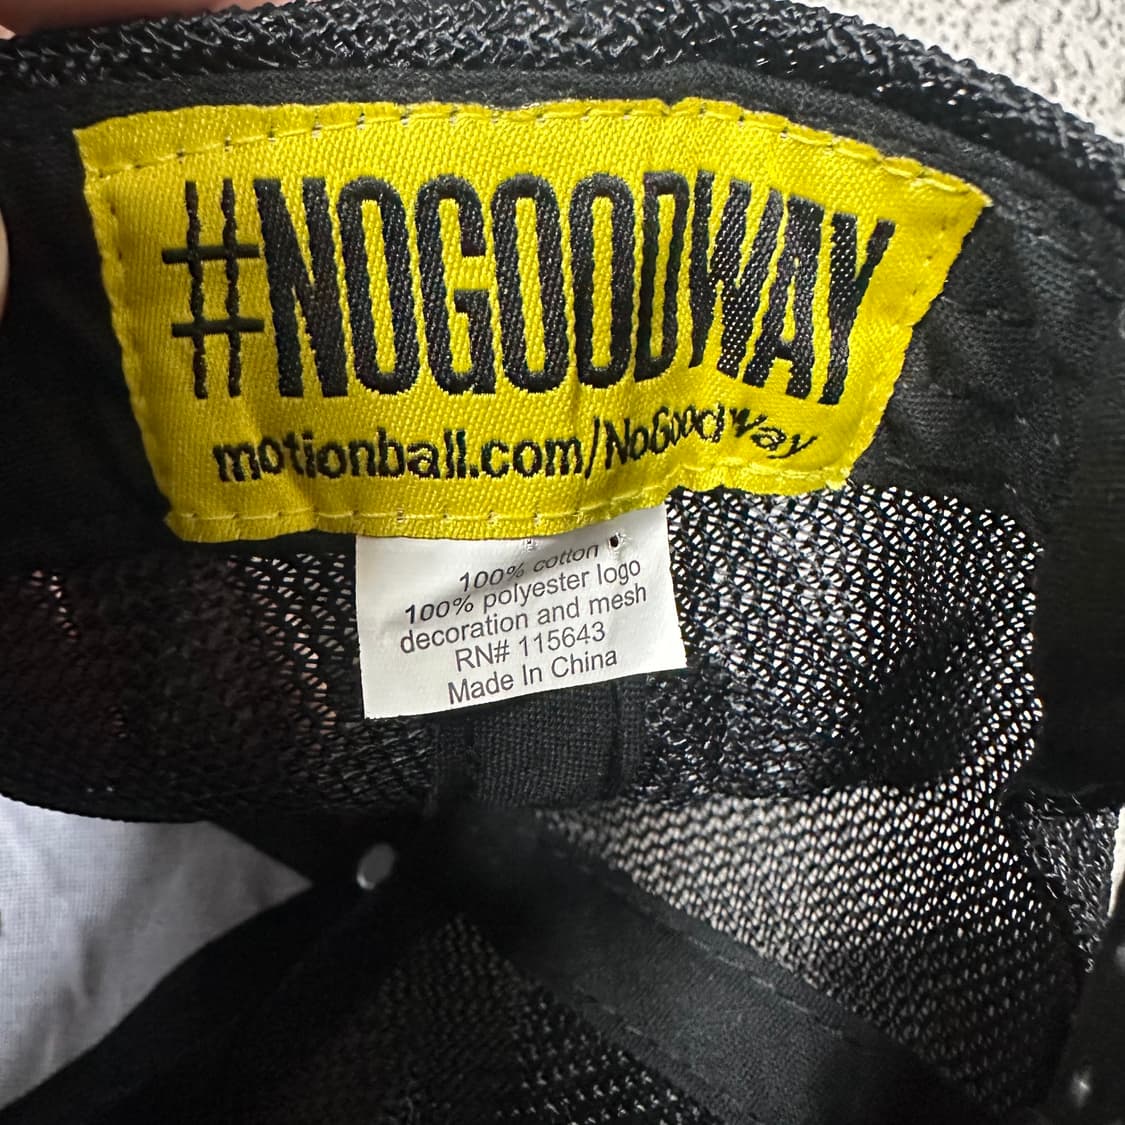 #NOGOODWAY
motionball.com/NoGoodWay
100% cotton
100% polyester logo
decoration and mesh
RN# 115643
Made In China